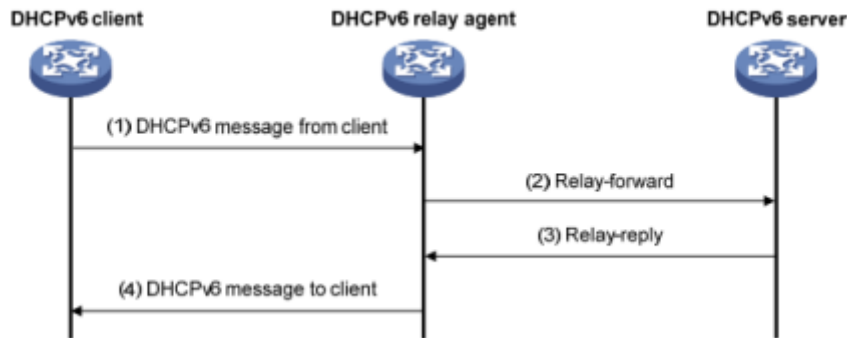 DHCPv6 client
DHCPv6 relay agent
DHCPv6 server
(1) DHCPv6 message from client
(2) Relay-forward
(3) Relay-reply
(4) DHCPv6 message to client